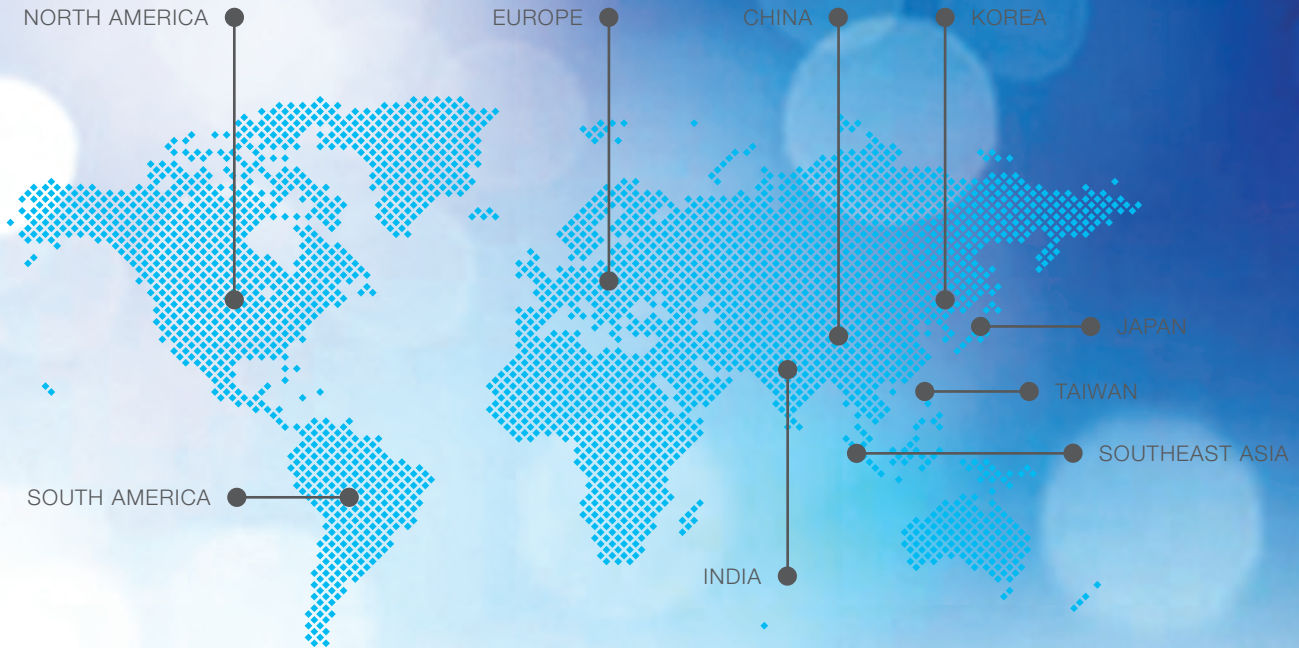 NORTH AMERICA
EUROPE
CHINA
KOREA
JAPAN
TAIWAN
SOUTHEAST ASIA
SOUTH AMERICA
INDIA